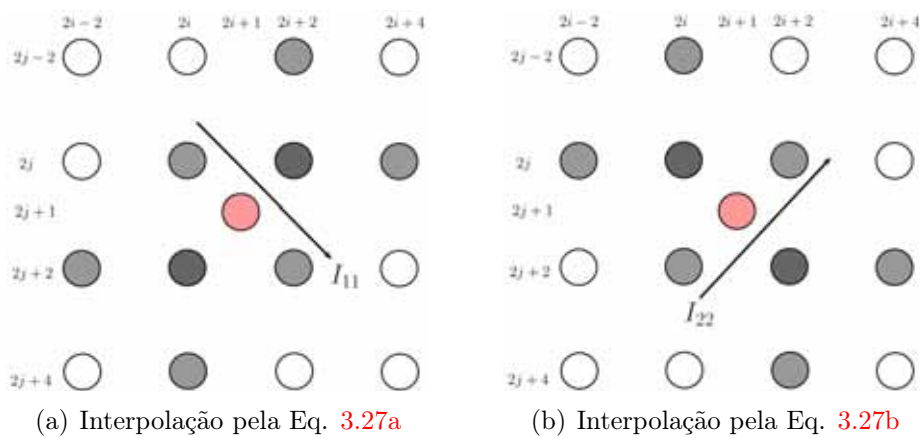 2i − 2 2i 2i + 1 2i + 2 2i + 4
2j − 2
2j
2j + 1
2j + 2
2j + 4
I₁₁
(a) Interpolação pela Eq. 3.27a
2i − 2 2i 2i + 1 2i + 2 2i + 4
2j − 2
2j
2j + 1
2j + 2
2j + 4
I₂₂
(b) Interpolação pela Eq. 3.27b